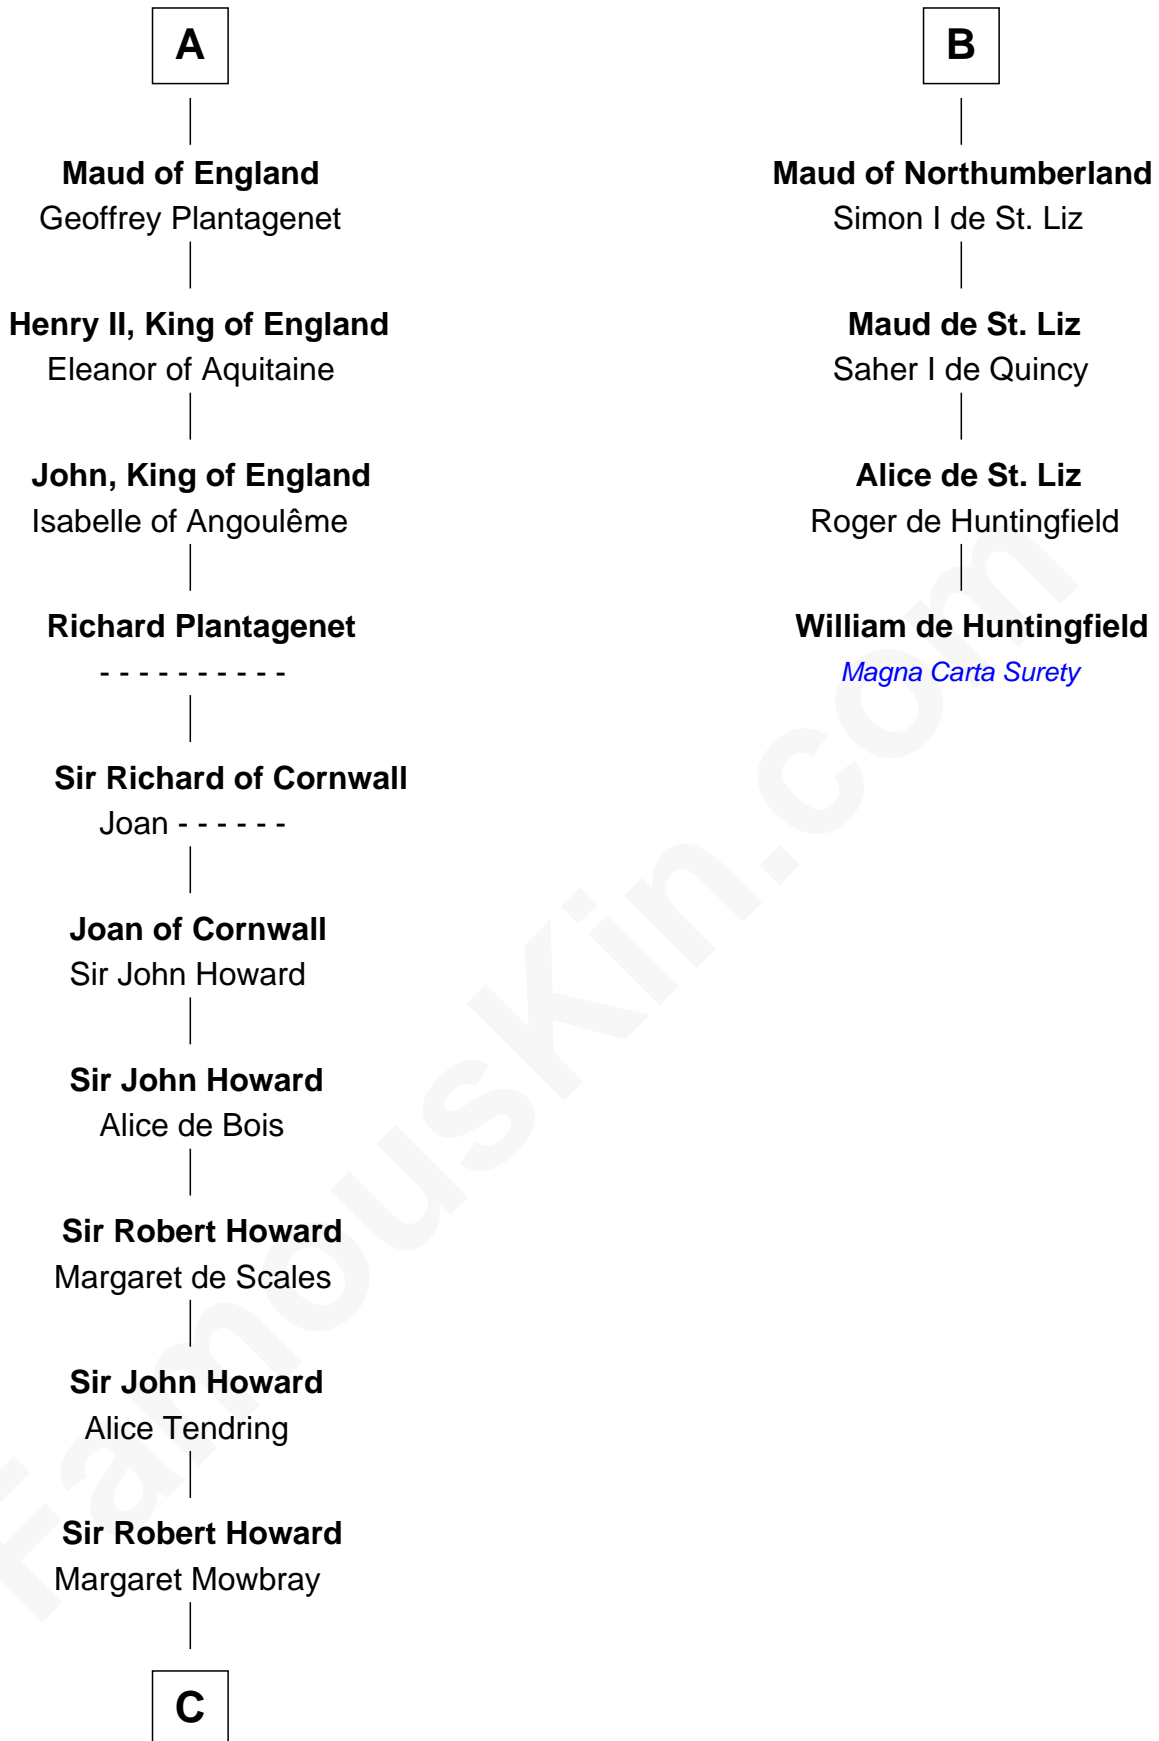 A
Maud of England
Geoffrey Plantagenet
Henry II, King of England
Eleanor of Aquitaine
John, King of England
Isabelle of Angoulême
Richard Plantagenet
- - - - - - - - - -
Sir Richard of Cornwall
Joan - - - - - -
Joan of Cornwall
Sir John Howard
Sir John Howard
Alice de Bois
Sir Robert Howard
Margaret de Scales
Sir John Howard
Alice Tendring
Sir Robert Howard
Margaret Mowbray
C
B
Maud of Northumberland
Simon I de St. Liz
Maud de St. Liz
Saher I de Quincy
Alice de St. Liz
Roger de Huntingfield
William de Huntingfield
Magna Carta Surety
FamousKin.com